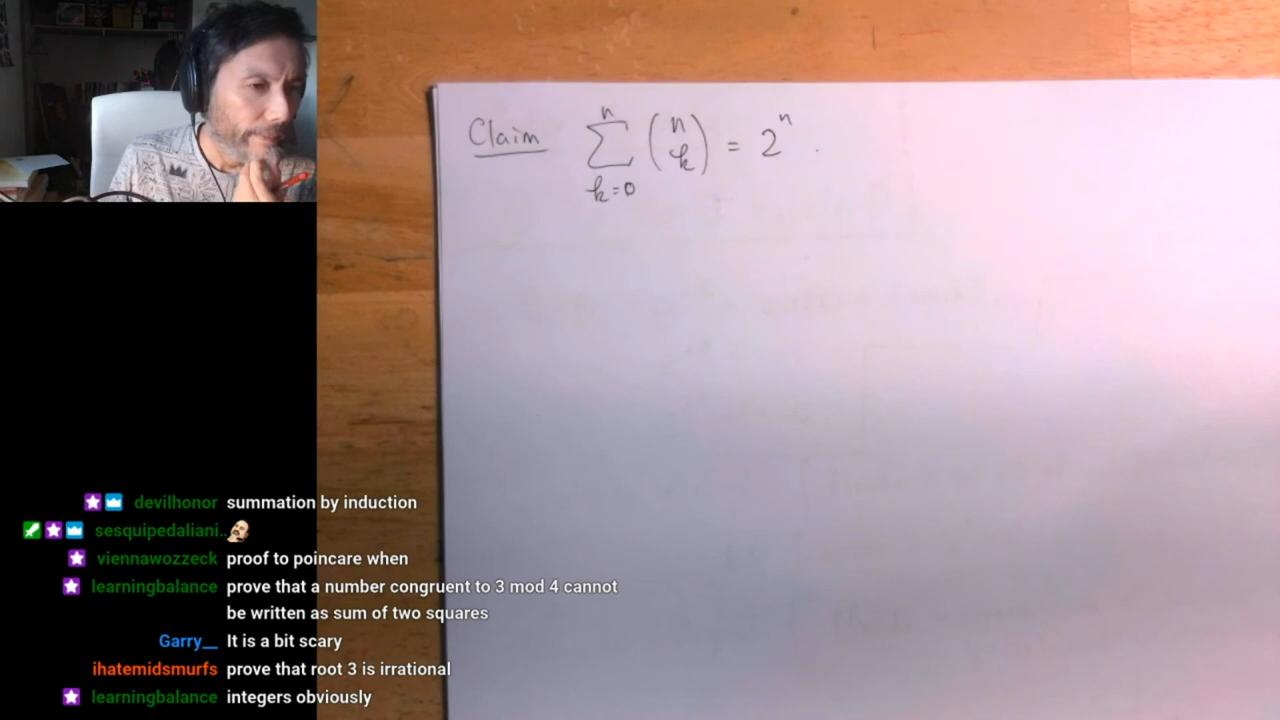 Claim \sum_{k=0}^{n} \binom{n}{k} = 2^n .
devilhonor summation by induction
sesquipedaliani..
viennawozzeck proof to poincare when
learningbalance prove that a number congruent to 3 mod 4 cannot
be written as sum of two squares
Garry__ It is a bit scary
ihatemidsmurfs prove that root 3 is irrational
learningbalance integers obviously